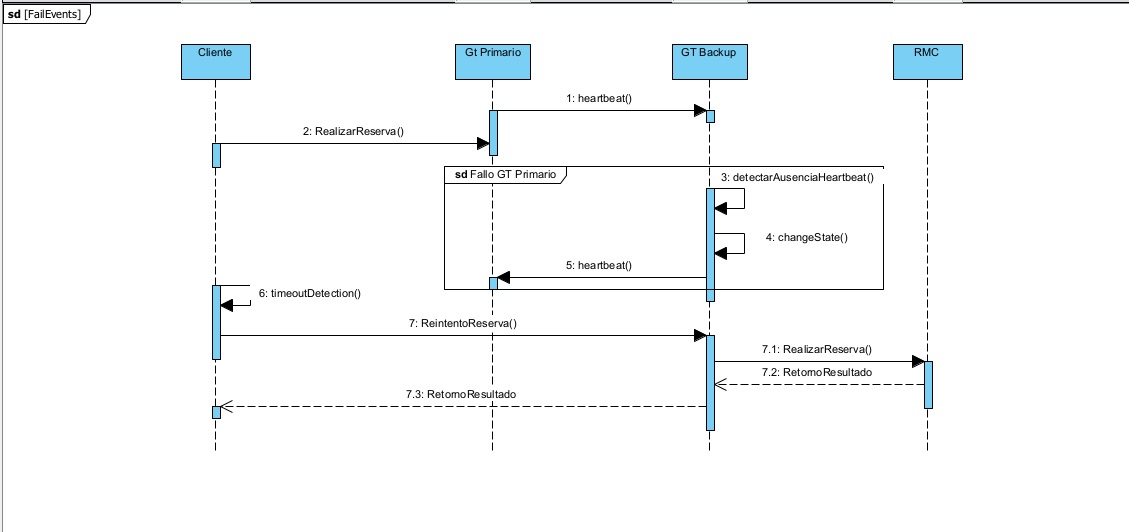 sd [FailEvents]
Cliente
Gt Primario
GT Backup
RMC
1: heartbeat()
2: RealizarReserva()
sd Fallo GT Primario
3: detectarAusenciaHeartbeat()
4: changeState()
5: heartbeat()
6: timeoutDetection()
7: ReintentoReserva()
7.1: RealizarReserva()
7.2: RetornoResultado
7.3: RetornoResultado